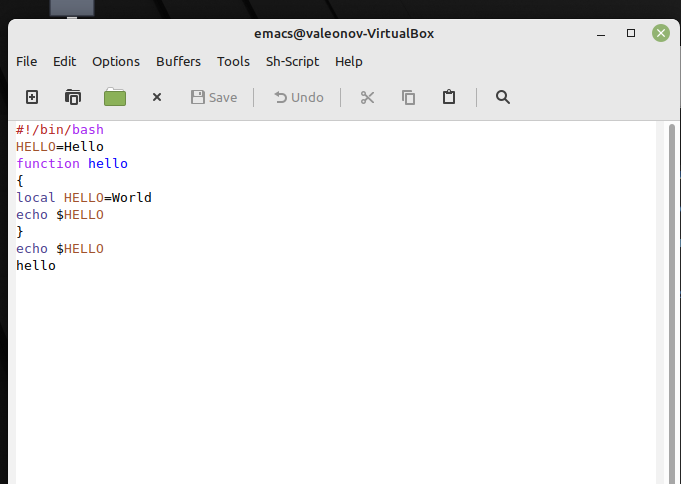 emacs@valeonov-VirtualBox
File Edit Options Buffers Tools Sh-Script Help
Save Undo
#!/bin/bash
HELLO=Hello
function hello
{
local HELLO=World
echo $HELLO
}
echo $HELLO
hello